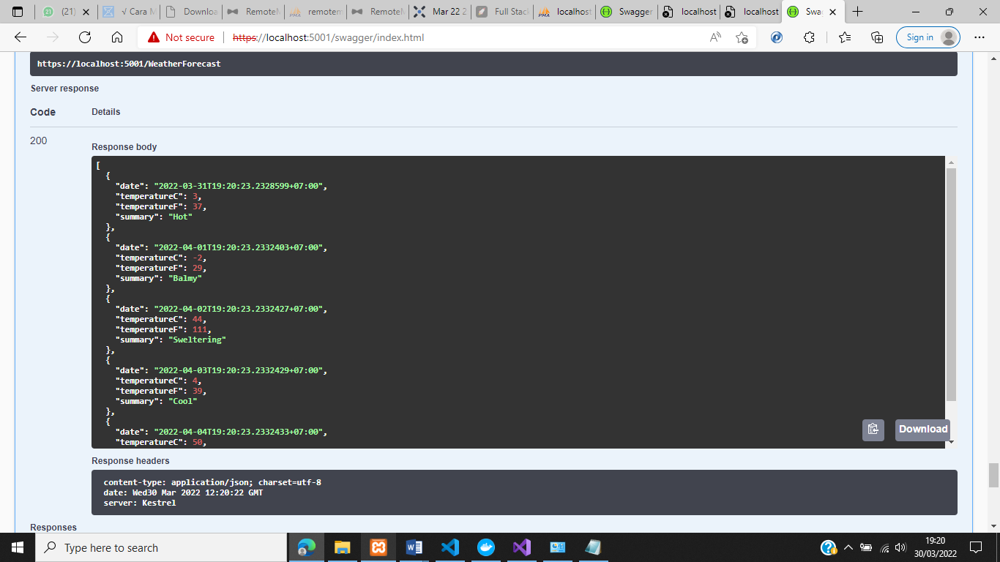 (21)
√ Cara M
Downloa
RemoteM
remotem
RemoteM
Mar 22 2
Full Stack
localhost
Swagger
localhost
localhost
Swag
Not secure
https://localhost:5001/swagger/index.html
Sign in
https://localhost:5001/WeatherForecast
Server response
Code
Details
200
Response body
[
{
"date": "2022-03-31T19:20:23.2328599+07:00",
"temperatureC": 3,
"temperatureF": 37,
"summary": "Hot"
},
{
"date": "2022-04-01T19:20:23.2332403+07:00",
"temperatureC": -2,
"temperatureF": 29,
"summary": "Balmy"
},
{
"date": "2022-04-02T19:20:23.2332427+07:00",
"temperatureC": 44,
"temperatureF": 111,
"summary": "Sweltering"
},
{
"date": "2022-04-03T19:20:23.2332429+07:00",
"temperatureC": 4,
"temperatureF": 39,
"summary": "Cool"
},
{
"date": "2022-04-04T19:20:23.2332433+07:00",
"temperatureC": 50,
Download
Response headers
content-type: application/json; charset=utf-8
date: Wed30 Mar 2022 12:20:22 GMT
server: Kestrel
Responses
Type here to search
19:20
30/03/2022